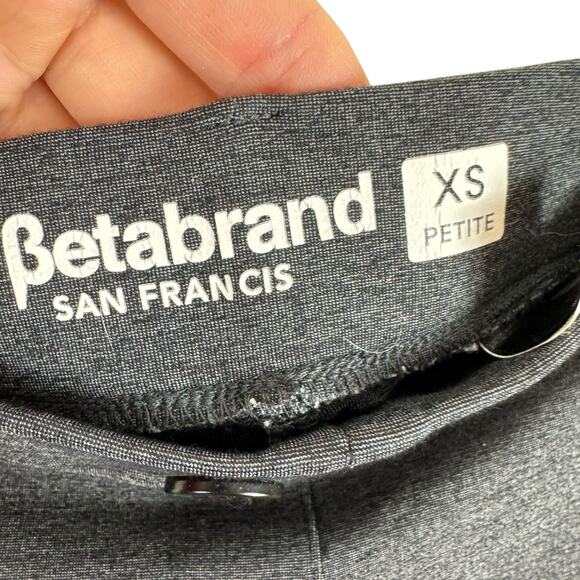 βetabrand
SAN FRANCIS
XS
PETITE